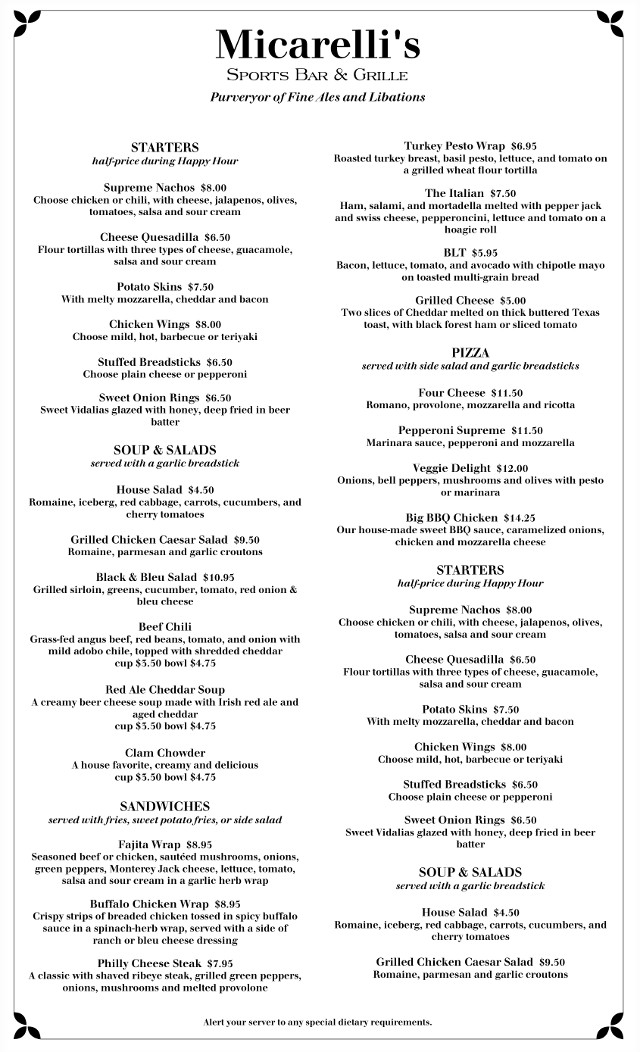 Micarelli's
Sports Bar & Grille
Purveryor of Fine Ales and Libations
STARTERS
half-price during Happy Hour
Supreme Nachos $8.00
Choose chicken or chili, with cheese, jalapenos, olives,
tomatoes, salsa and sour cream
Cheese Quesadilla $6.50
Flour tortillas with three types of cheese, guacamole,
salsa and sour cream
Potato Skins $7.50
With melty mozzarella, cheddar and bacon
Chicken Wings $8.00
Choose mild, hot, barbecue or teriyaki
Stuffed Breadsticks $6.50
Choose plain cheese or pepperoni
Sweet Onion Rings $6.50
Sweet Vidalias glazed with honey, deep fried in beer
batter
SOUP & SALADS
served with a garlic breadstick
House Salad $4.50
Romaine, iceberg, red cabbage, carrots, cucumbers, and
cherry tomatoes
Grilled Chicken Caesar Salad $9.50
Romaine, parmesan and garlic croutons
Black & Bleu Salad $10.95
Grilled sirloin, greens, cucumber, tomato, red onion &
bleu cheese
Beef Chili
Grass-fed angus beef, red beans, tomato, and onion with
mild adobo chile, topped with shredded cheddar
cup $3.50 bowl $4.75
Red Ale Cheddar Soup
A creamy beer cheese soup made with Irish red ale and
aged cheddar
cup $3.50 bowl $4.75
Clam Chowder
A house favorite, creamy and delicious
cup $3.50 bowl $4.75
SANDWICHES
served with fries, sweet potato fries, or side salad
Fajita Wrap $8.95
Seasoned beef or chicken, sautéed mushrooms, onions,
green peppers, Monterey Jack cheese, lettuce, tomato,
salsa and sour cream in a garlic herb wrap
Buffalo Chicken Wrap $8.95
Crispy strips of breaded chicken tossed in spicy buffalo
sauce in a spinach-herb wrap, served with a side of
ranch or bleu cheese dressing
Philly Cheese Steak $7.95
A classic with shaved ribeye steak, grilled green peppers,
onions, mushrooms and melted provolone
Turkey Pesto Wrap $6.95
Roasted turkey breast, basil pesto, lettuce, and tomato on
a grilled wheat flour tortilla
The Italian $7.50
Ham, salami, and mortadella melted with pepper jack
and swiss cheese, pepperoncini, lettuce and tomato on a
hoagie roll
BLT $5.95
Bacon, lettuce, tomato, and avocado with chipotle mayo
on toasted multi-grain bread
Grilled Cheese $5.00
Two slices of Cheddar melted on thick buttered Texas
toast, with black forest ham or sliced tomato
PIZZA
served with side salad and garlic breadsticks
Four Cheese $11.50
Romano, provolone, mozzarella and ricotta
Pepperoni Supreme $11.50
Marinara sauce, pepperoni and mozzarella
Veggie Delight $12.00
Onions, bell peppers, mushrooms and olives with pesto
or marinara
Big BBQ Chicken $14.25
Our house-made sweet BBQ sauce, caramelized onions,
chicken and mozzarella cheese
STARTERS
half-price during Happy Hour
Supreme Nachos $8.00
Choose chicken or chili, with cheese, jalapenos, olives,
tomatoes, salsa and sour cream
Cheese Quesadilla $6.50
Flour tortillas with three types of cheese, guacamole,
salsa and sour cream
Potato Skins $7.50
With melty mozzarella, cheddar and bacon
Chicken Wings $8.00
Choose mild, hot, barbecue or teriyaki
Stuffed Breadsticks $6.50
Choose plain cheese or pepperoni
Sweet Onion Rings $6.50
Sweet Vidalias glazed with honey, deep fried in beer
batter
SOUP & SALADS
served with a garlic breadstick
House Salad $4.50
Romaine, iceberg, red cabbage, carrots, cucumbers, and
cherry tomatoes
Grilled Chicken Caesar Salad $9.50
Romaine, parmesan and garlic croutons
Alert your server to any special dietary requirements.